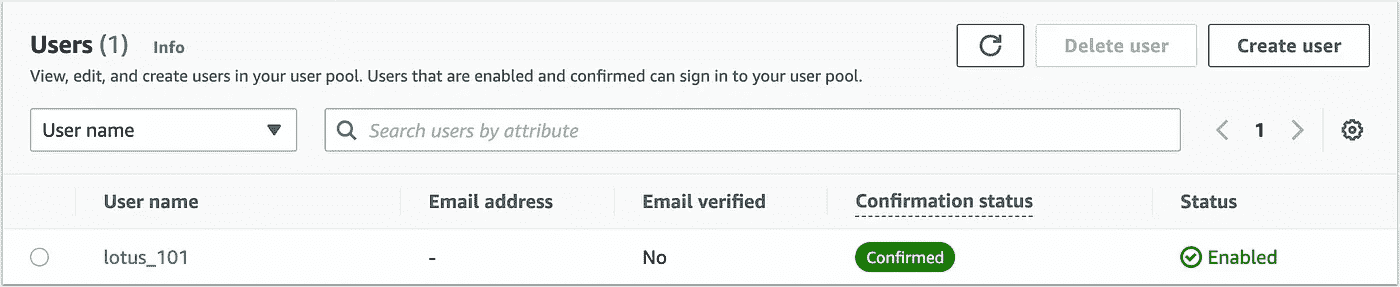 Users (1) Info
Delete user
Create user
View, edit, and create users in your user pool. Users that are enabled and confirmed can sign in to your user pool.
User name
Search users by attribute
1
User name Email address Email verified Confirmation status Status
lotus_101 - No Confirmed Enabled